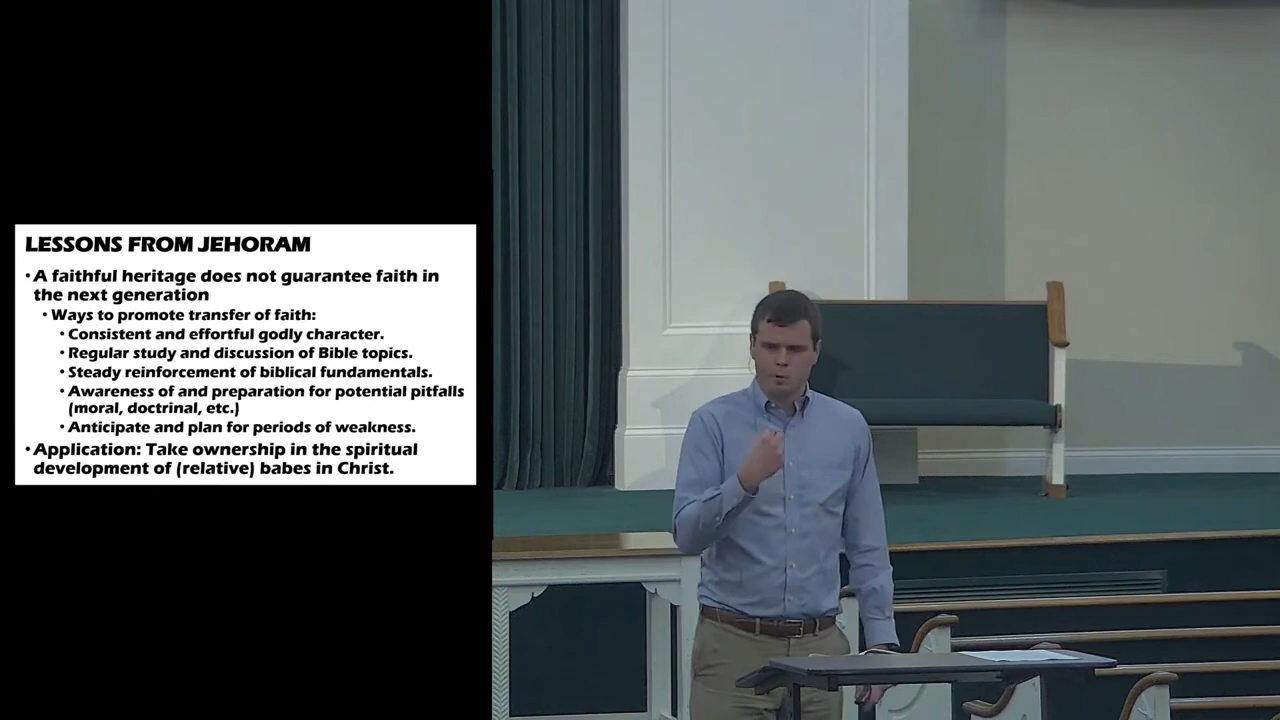 LESSONS FROM JEHORAM
•A faithful heritage does not guarantee faith in
the next generation
•Ways to promote transfer of faith:
•Consistent and effortful godly character.
•Regular study and discussion of Bible topics.
•Steady reinforcement of biblical fundamentals.
•Awareness of and preparation for potential pitfalls
(moral, doctrinal, etc.)
•Anticipate and plan for periods of weakness.
•Application: Take ownership in the spiritual
development of (relative) babes in Christ.